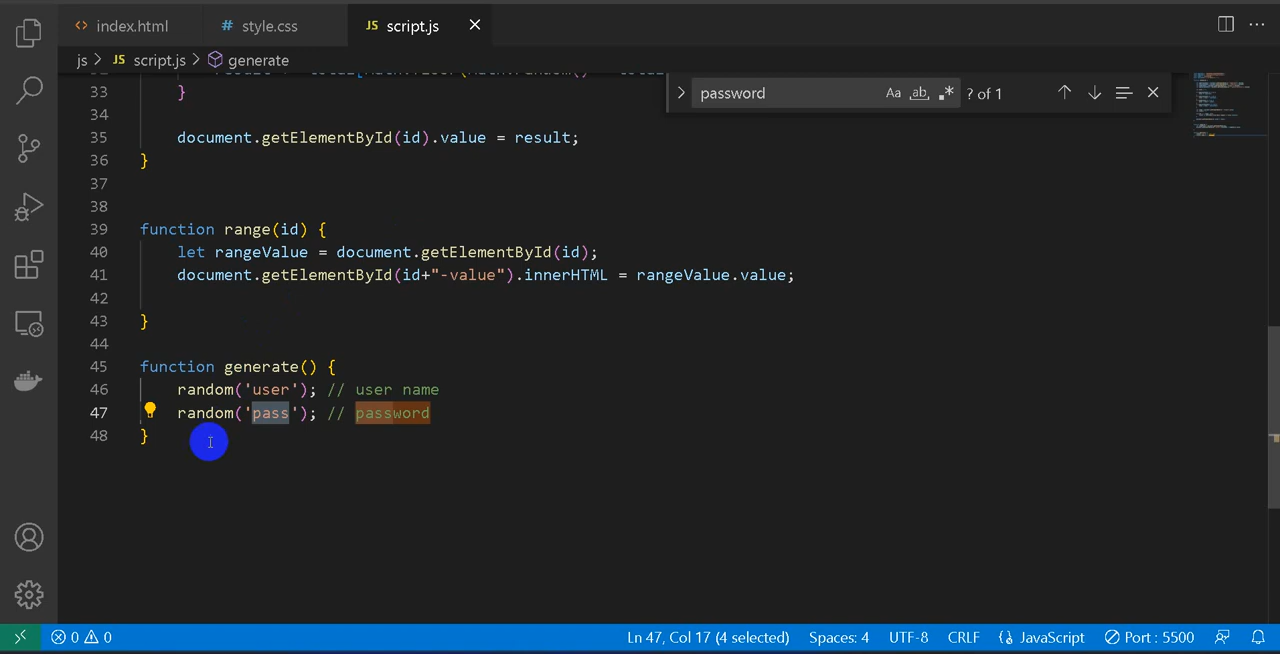 <> index.html # style.css JS script.js ×
js > JS script.js > generate
password Aa ab, .* ? of 1
33 }
34
35 document.getElementById(id).value = result;
36 }
37
38
39 function range(id) {
40 let rangeValue = document.getElementById(id);
41 document.getElementById(id+"-value").innerHTML = rangeValue.value;
42
43 }
44
45 function generate() {
46 random('user'); // user name
47 random('pass'); // password
48 }
0 0 Ln 47, Col 17 (4 selected) Spaces: 4 UTF-8 CRLF JavaScript Port : 5500